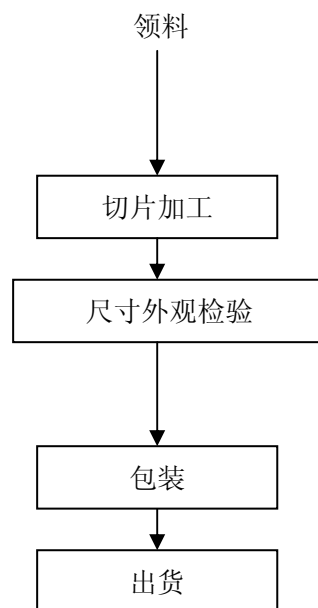 领料
切片加工
尺寸外观检验
包装
出货